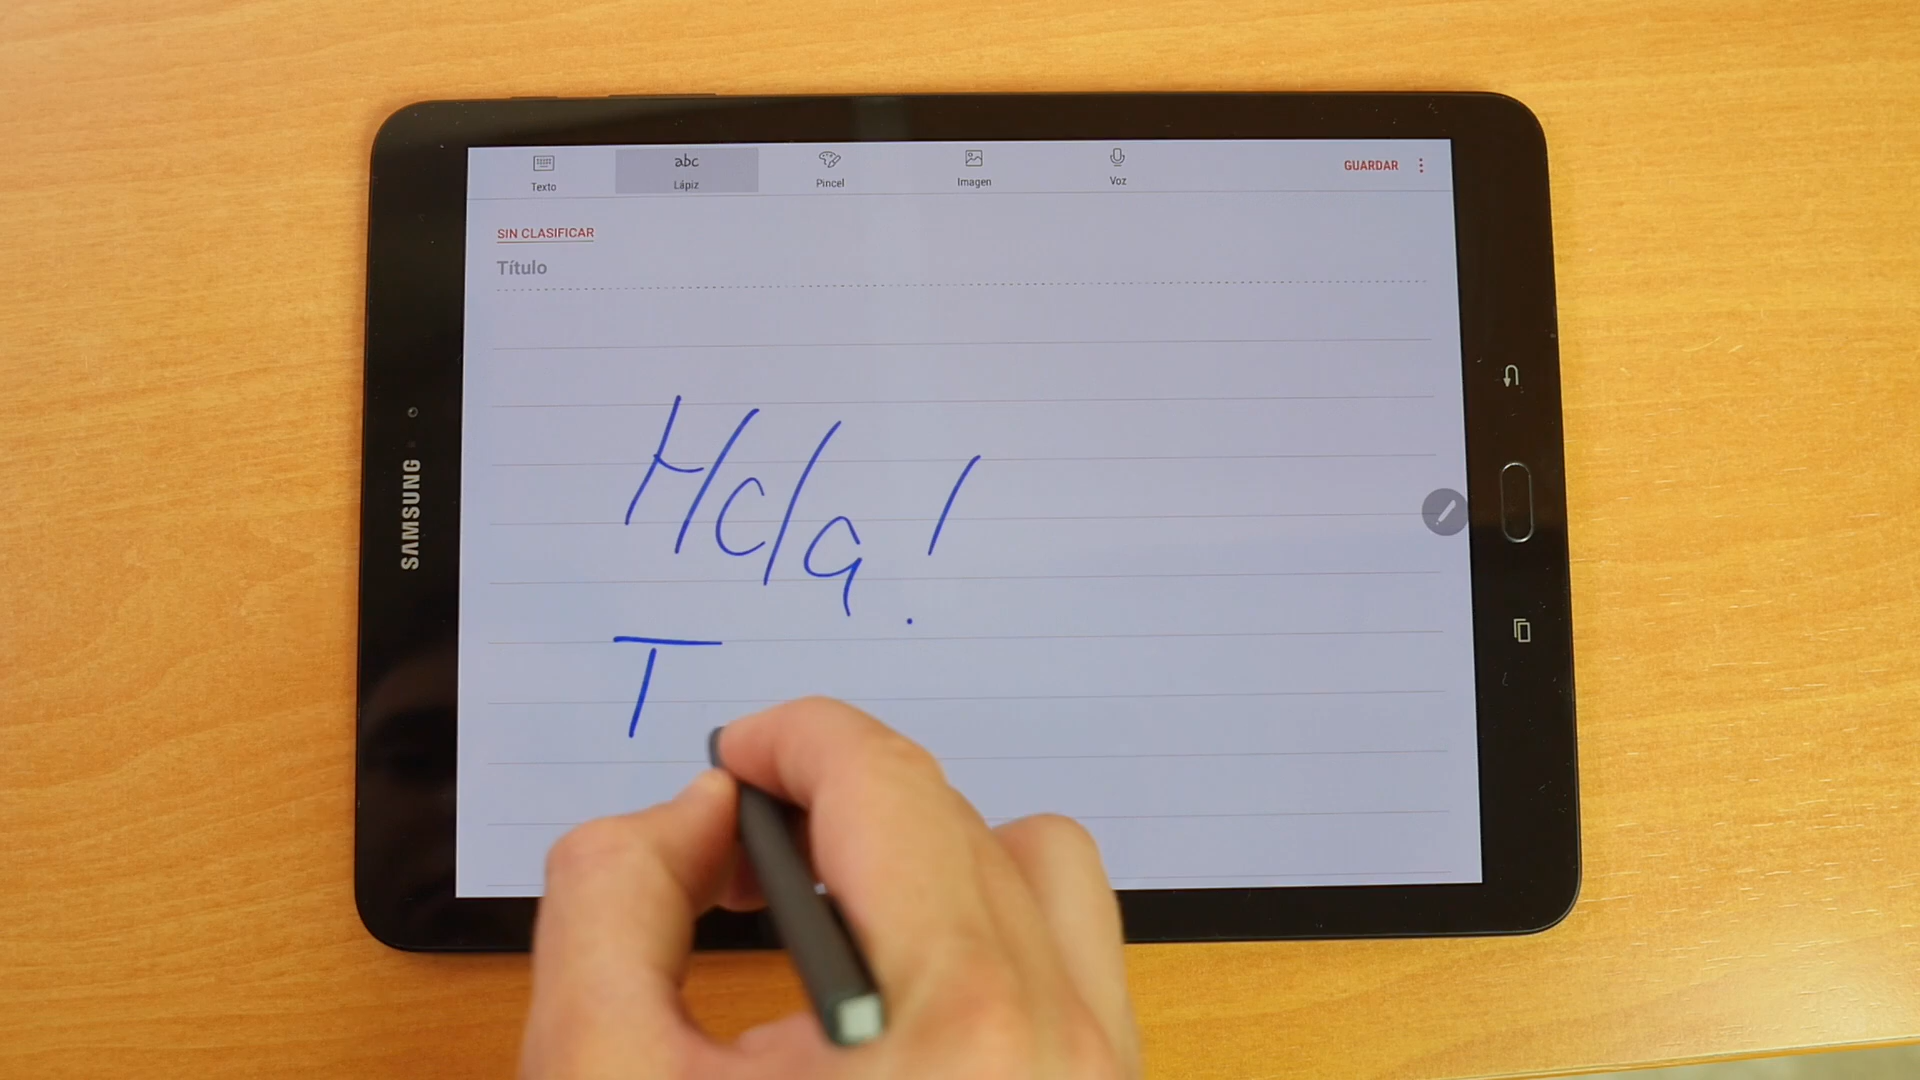 Texto
abc
Lápiz
Pincel
Imagen
Voz
GUARDAR
SIN CLASIFICAR
Título
Hola!
T
SAMSUNG